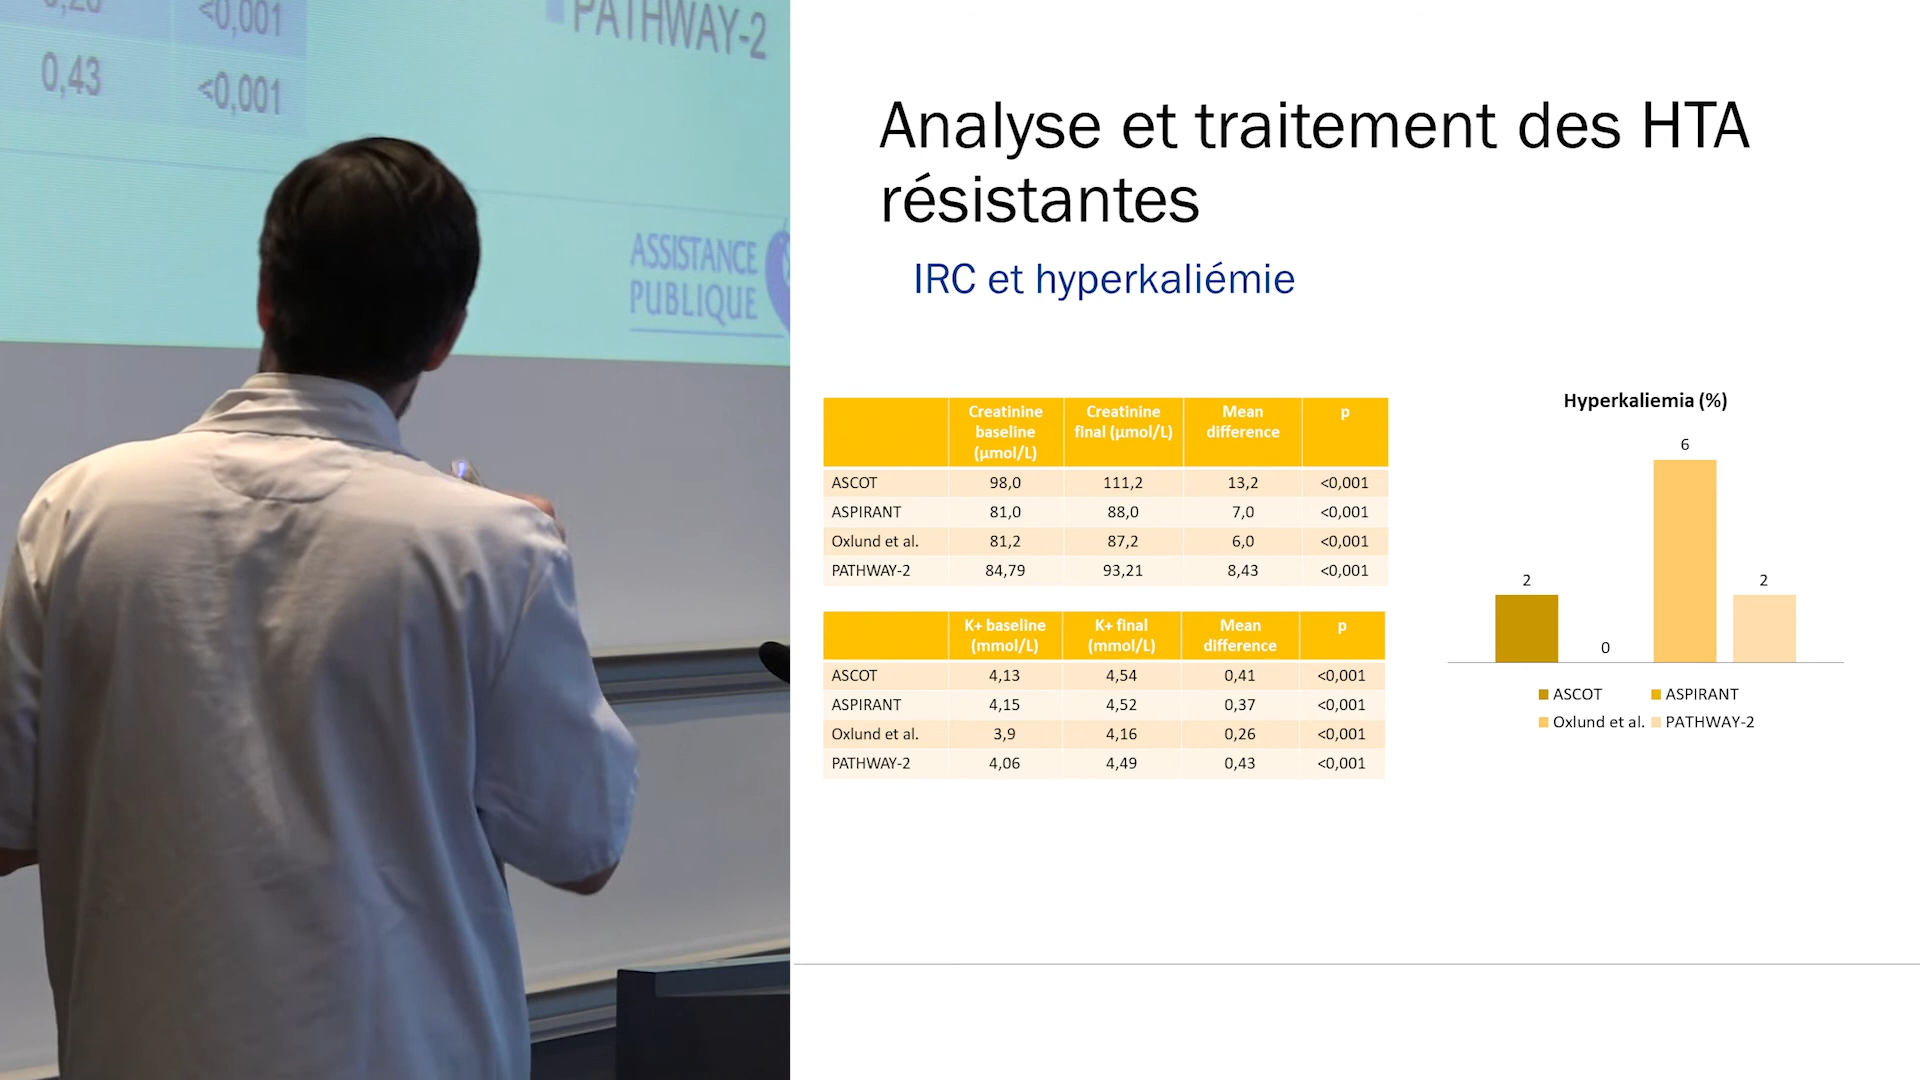 <0,001
0,43 <0,001
PATHWAY-2
ASSISTANCE
PUBLIQUE
Analyse et traitement des HTA
résistantes
IRC et hyperkaliémie
Creatinine baseline (µmol/L) Creatinine final (µmol/L) Mean difference p
ASCOT 98,0 111,2 13,2 <0,001
ASPIRANT 81,0 88,0 7,0 <0,001
Oxlund et al. 81,2 87,2 6,0 <0,001
PATHWAY-2 84,79 93,21 8,43 <0,001
K+ baseline (mmol/L) K+ final (mmol/L) Mean difference p
ASCOT 4,13 4,54 0,41 <0,001
ASPIRANT 4,15 4,52 0,37 <0,001
Oxlund et al. 3,9 4,16 0,26 <0,001
PATHWAY-2 4,06 4,49 0,43 <0,001
Hyperkaliemia (%)
6
2 2
0
ASCOT ASPIRANT
Oxlund et al. PATHWAY-2